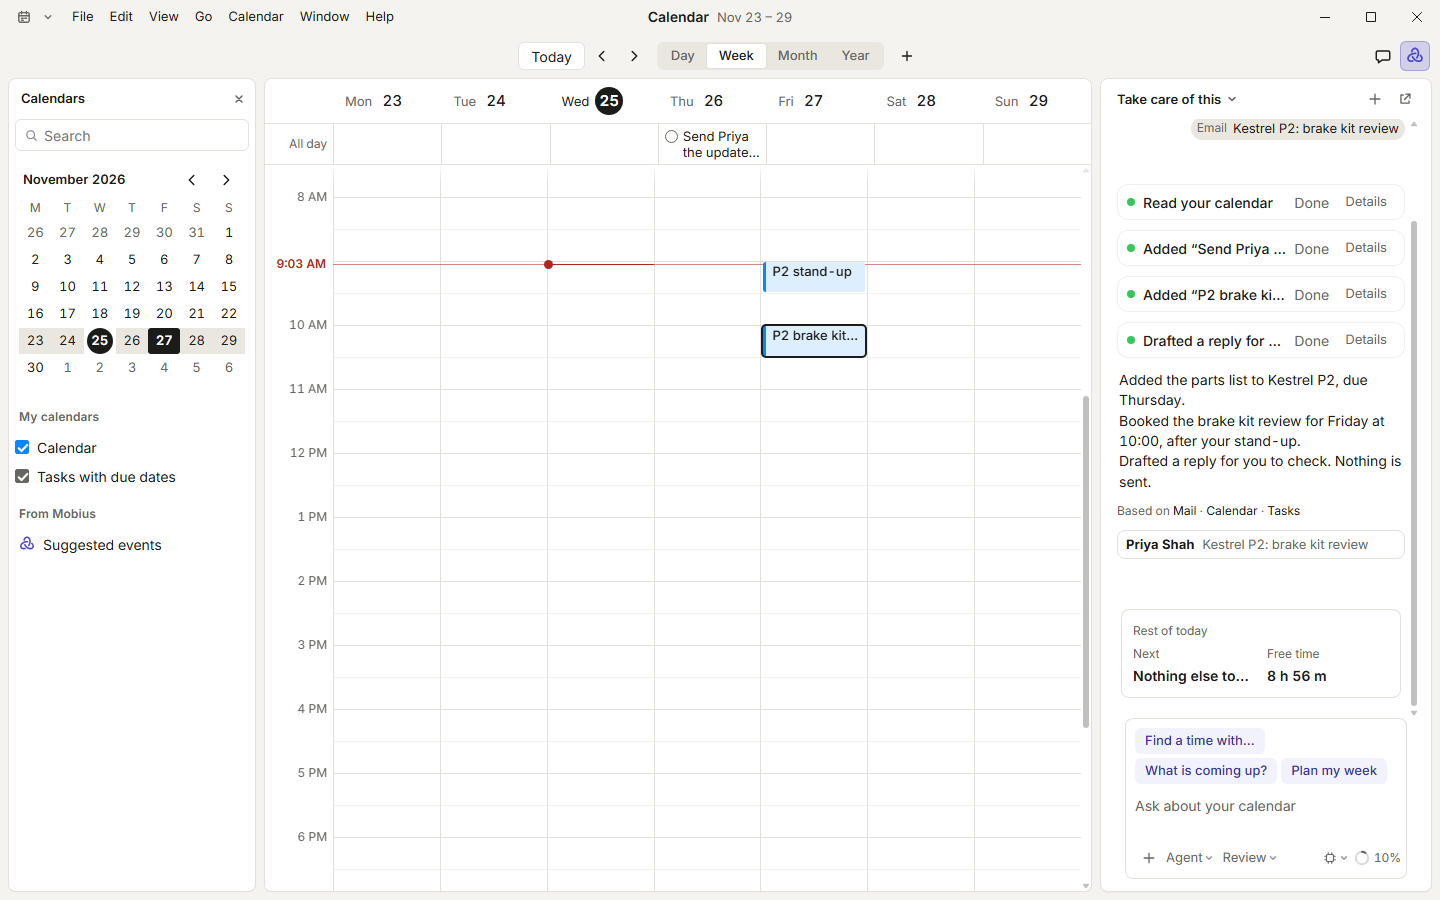 File Edit View Go Calendar Window Help
Calendar Nov 23 – 29
Today
Day Week Month Year
Calendars
Search
November 2026
M T W T F S S
26 27 28 29 30 31 1
2 3 4 5 6 7 8
9 10 11 12 13 14 15
16 17 18 19 20 21 22
23 24 25 26 27 28 29
30 1 2 3 4 5 6
My calendars
Calendar
Tasks with due dates
From Mobius
Suggested events
Mon 23 Tue 24 Wed 25 Thu 26 Fri 27 Sat 28 Sun 29
All day
Send Priya
the update...
8 AM
9:03 AM
P2 stand-up
10 AM
P2 brake kit...
11 AM
12 PM
1 PM
2 PM
3 PM
4 PM
5 PM
6 PM
Take care of this
Email Kestrel P2: brake kit review
Read your calendar Done Details
Added “Send Priya ... Done Details
Added “P2 brake ki... Done Details
Drafted a reply for ... Done Details
Added the parts list to Kestrel P2, due
Thursday.
Booked the brake kit review for Friday at
10:00, after your stand-up.
Drafted a reply for you to check. Nothing is
sent.
Based on Mail · Calendar · Tasks
Priya Shah Kestrel P2: brake kit review
Rest of today
Next Free time
Nothing else to... 8 h 56 m
Find a time with...
What is coming up? Plan my week
Ask about your calendar
Agent Review 10%